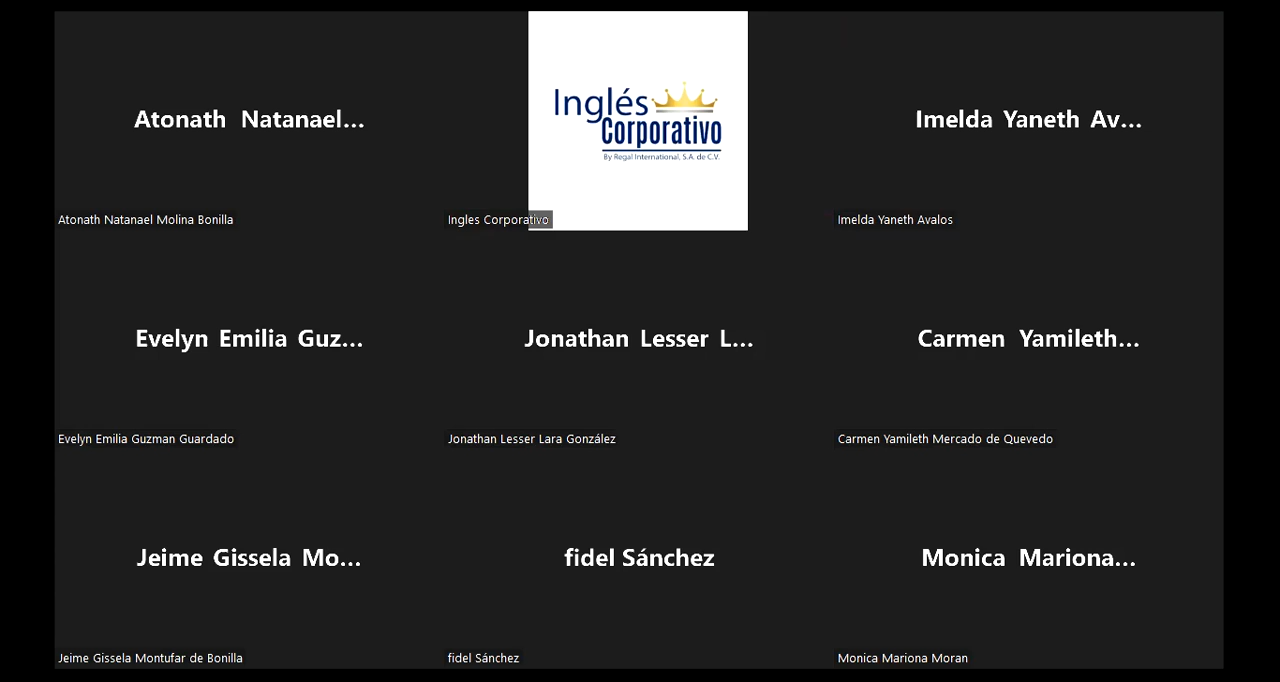 Atonath Natanael...
Atonath Natanael Molina Bonilla
Inglés
Corporativo
By Regal International, S.A. de C.V.
Ingles Corporativo
Imelda Yaneth Av...
Imelda Yaneth Avalos
Evelyn Emilia Guz...
Evelyn Emilia Guzman Guardado
Jonathan Lesser L...
Jonathan Lesser Lara González
Carmen Yamileth...
Carmen Yamileth Mercado de Quevedo
Jeime Gissela Mo...
Jeime Gissela Montufar de Bonilla
fidel Sánchez
fidel Sánchez
Monica Mariona...
Monica Mariona Moran